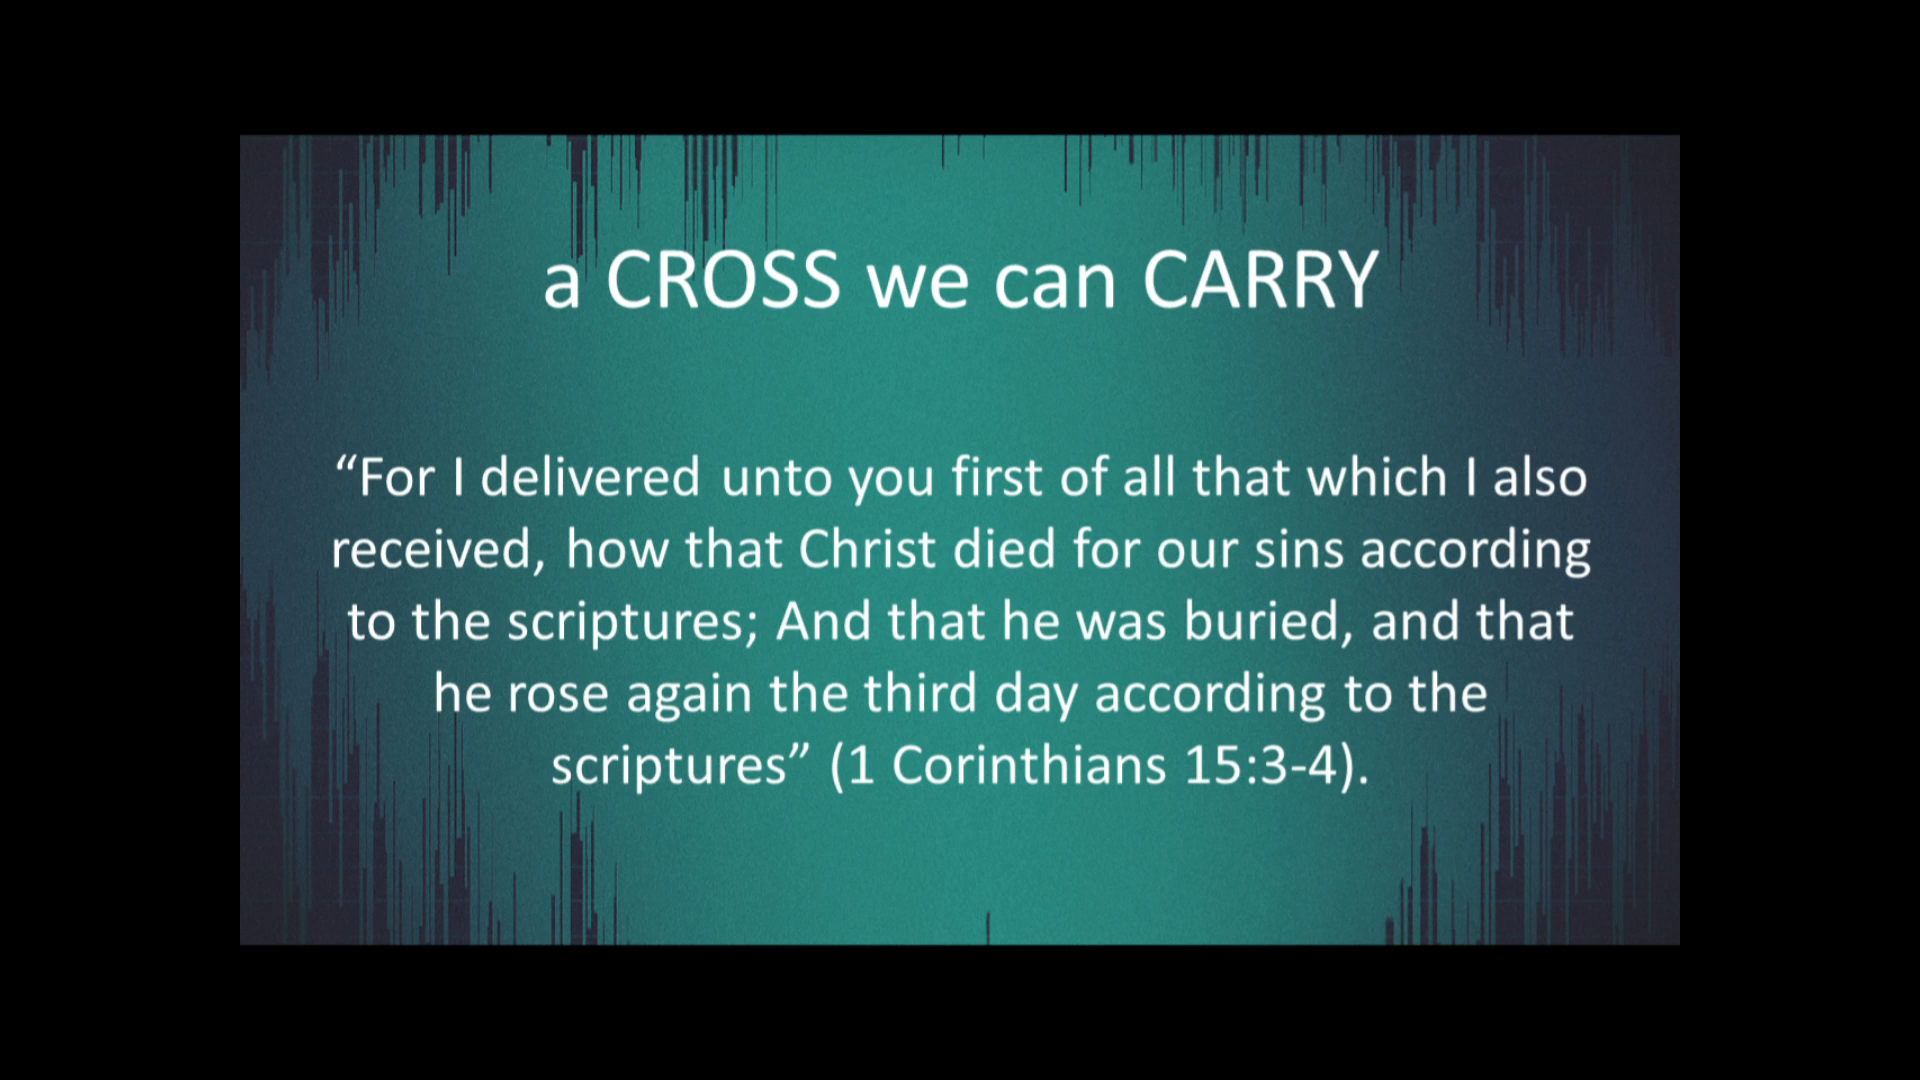 a CROSS we can CARRY
“For I delivered unto you first of all that which I also
received, how that Christ died for our sins according
to the scriptures; And that he was buried, and that
he rose again the third day according to the
scriptures” (1 Corinthians 15:3-4).